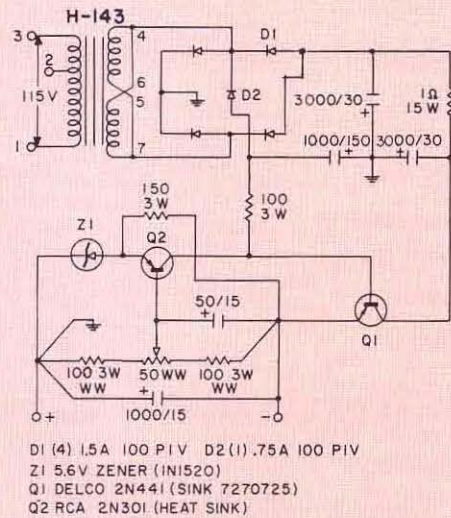 H-143
3
4
D1
2
6
5
D2
115V
3000/30
+
1Ω
15W
1
7
1000/150
+
3000/30
+
150
3W
100
3W
Z1
Q2
50/15
+
Q1
100 3W
WW
50WW
100 3W
WW
+
1000/15
+
-
D1 (4) 1.5A 100 PIV D2(1) .75A 100 PIV
Z1 5.6V ZENER (1N1520)
Q1 DELCO 2N441 (SINK 7270725)
Q2 RCA 2N301 (HEAT SINK)